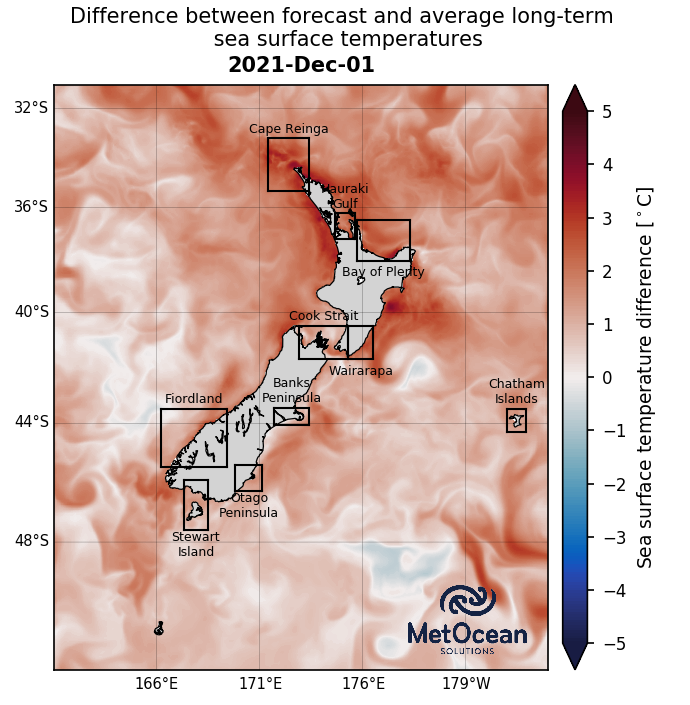 Difference between forecast and average long-term
sea surface temperatures
2021-Dec-01
32°S
36°S
40°S
44°S
48°S
166°E
171°E
176°E
179°W
Cape Reinga
Hauraki
Gulf
Bay of Plenty
Cook Strait
Wairarapa
Banks
Peninsula
Fiordland
Chatham
Islands
Otago
Peninsula
Stewart
Island
MetOcean
SOLUTIONS
5
4
3
2
1
0
−1
−2
−3
−4
−5
Sea surface temperature difference [°C]